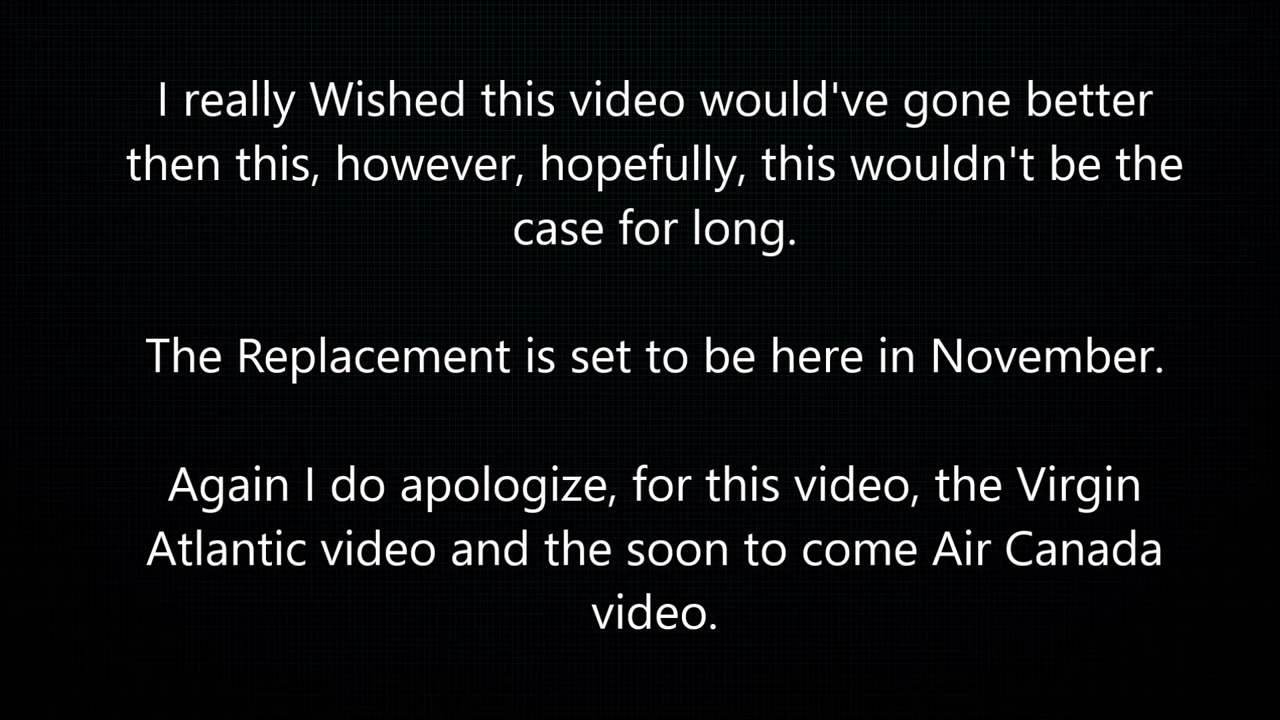 I really Wished this video would've gone better
then this, however, hopefully, this wouldn't be the
case for long.
The Replacement is set to be here in November.
Again I do apologize, for this video, the Virgin
Atlantic video and the soon to come Air Canada
video.